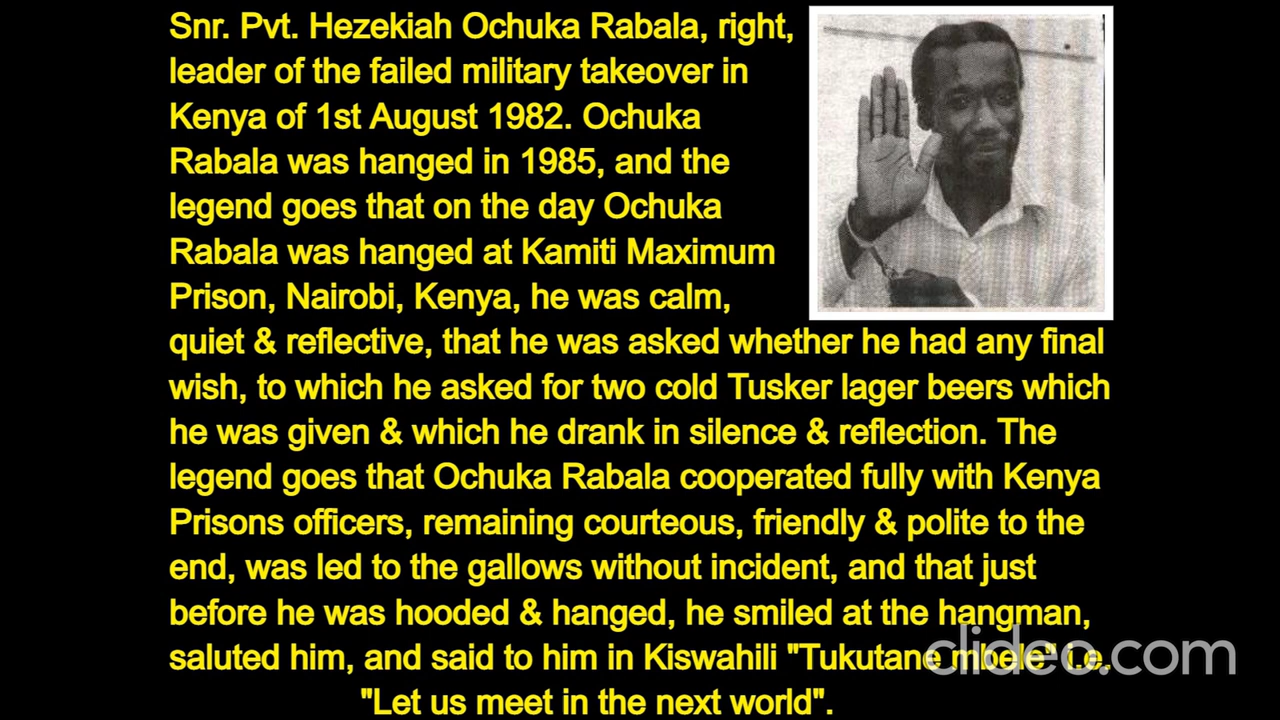 Snr. Pvt. Hezekiah Ochuka Rabala, right,
leader of the failed military takeover in
Kenya of 1st August 1982. Ochuka
Rabala was hanged in 1985, and the
legend goes that on the day Ochuka
Rabala was hanged at Kamiti Maximum
Prison, Nairobi, Kenya, he was calm,
quiet & reflective, that he was asked whether he had any final
wish, to which he asked for two cold Tusker lager beers which
he was given & which he drank in silence & reflection. The
legend goes that Ochuka Rabala cooperated fully with Kenya
Prisons officers, remaining courteous, friendly & polite to the
end, was led to the gallows without incident, and that just
before he was hooded & hanged, he smiled at the hangman,
saluted him, and said to him in Kiswahili "Tukutane mbele" i.e.
"Let us meet in the next world".
clideo.com